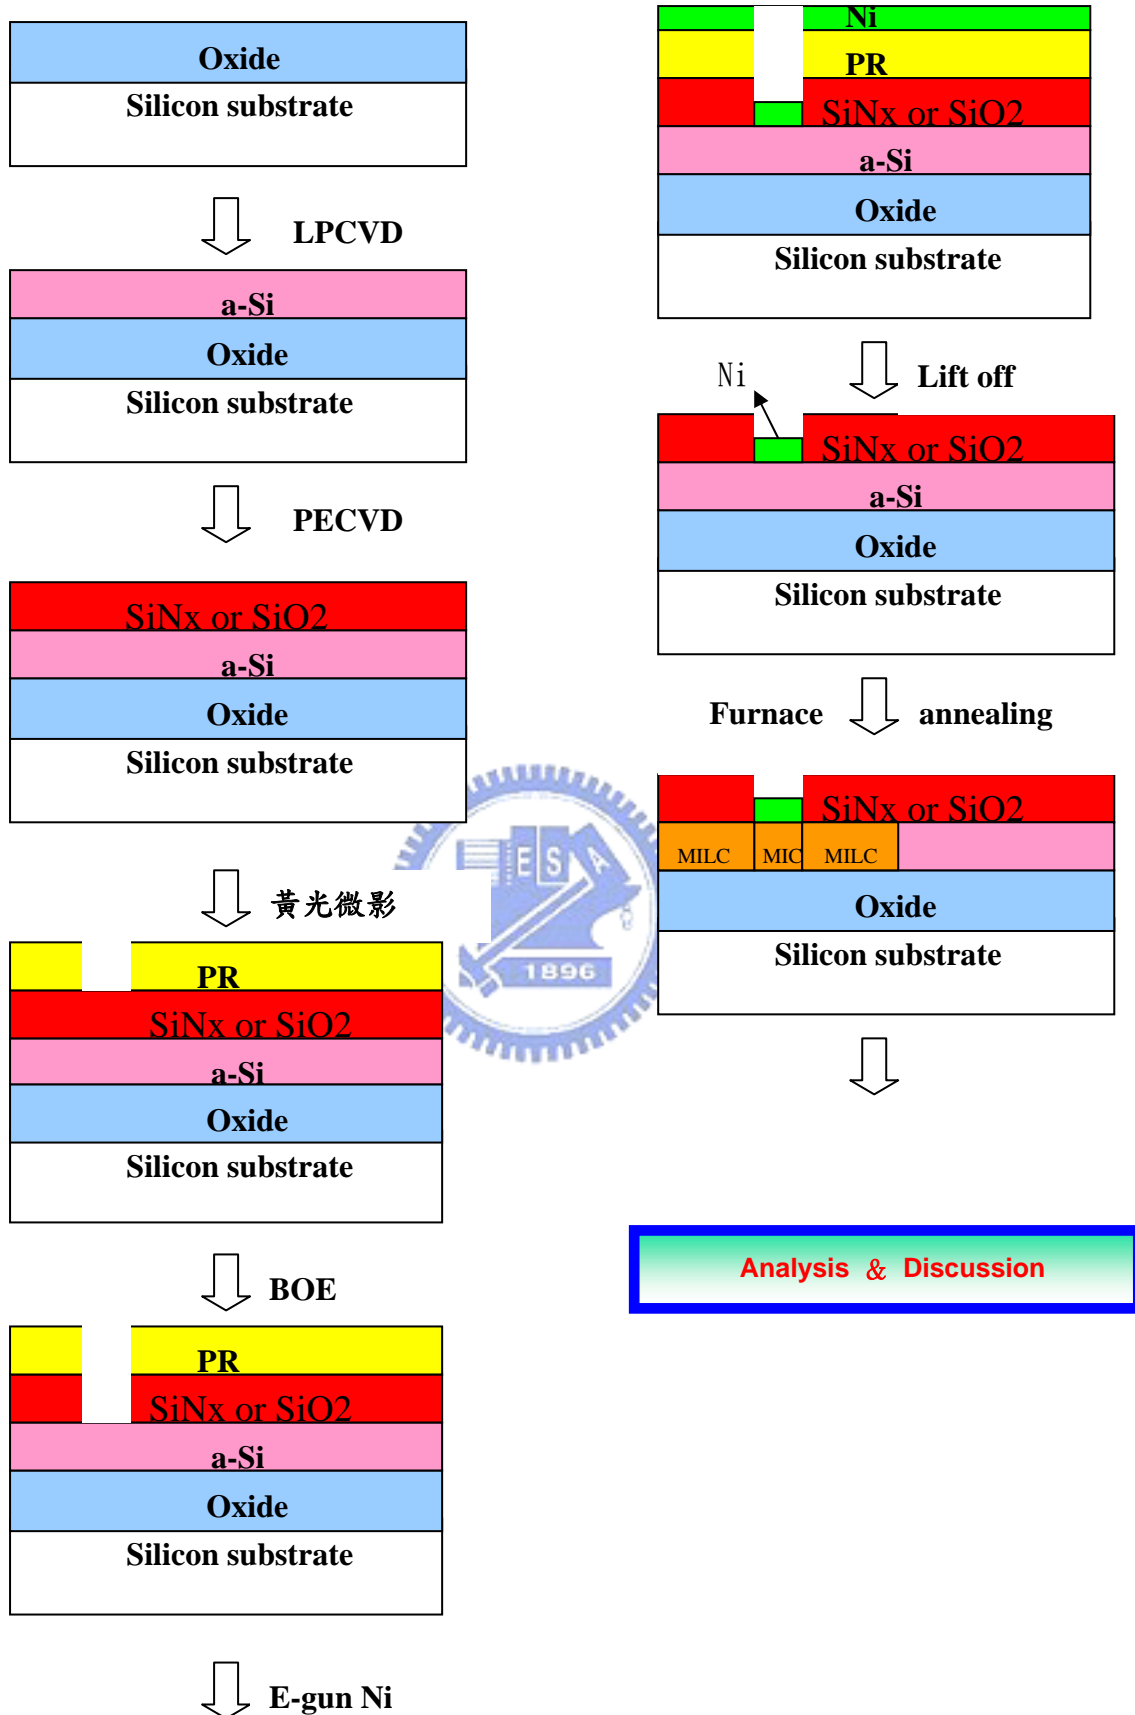 Oxide
Silicon substrate
LPCVD
a-Si
Oxide
Silicon substrate
PECVD
SiNx or SiO2
a-Si
Oxide
Silicon substrate
黃光微影
PR
SiNx or SiO2
a-Si
Oxide
Silicon substrate
BOE
PR
SiNx or SiO2
a-Si
Oxide
Silicon substrate
E-gun Ni
Ni
PR
SiNx or SiO2
a-Si
Oxide
Silicon substrate
Lift off
Ni
SiNx or SiO2
a-Si
Oxide
Silicon substrate
Furnace annealing
SiNx or SiO2
MILC MIC MILC
Oxide
Silicon substrate
Analysis & Discussion
ESA
1896